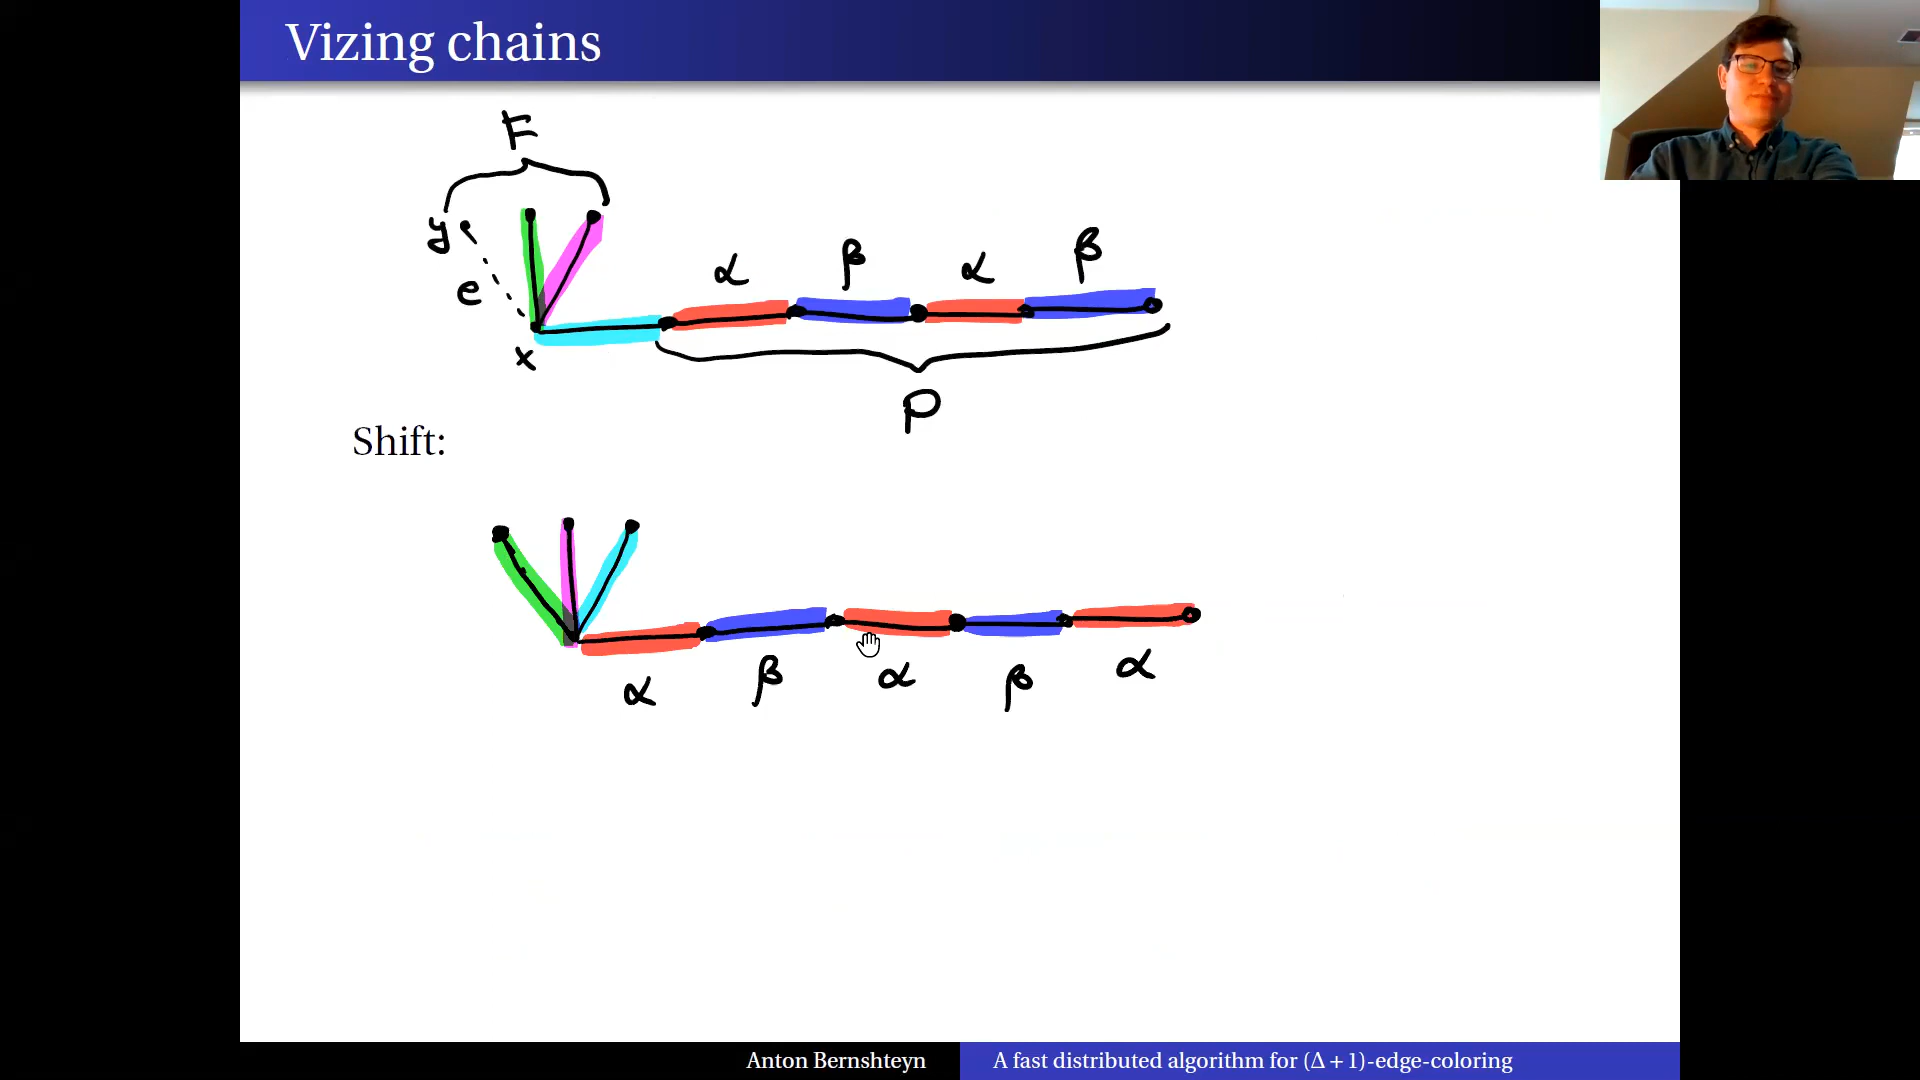 Vizing chains
F
y
e
x
α β α β
P
Shift:
α β α β α
Anton Bernshteyn
A fast distributed algorithm for (Δ + 1)-edge-coloring